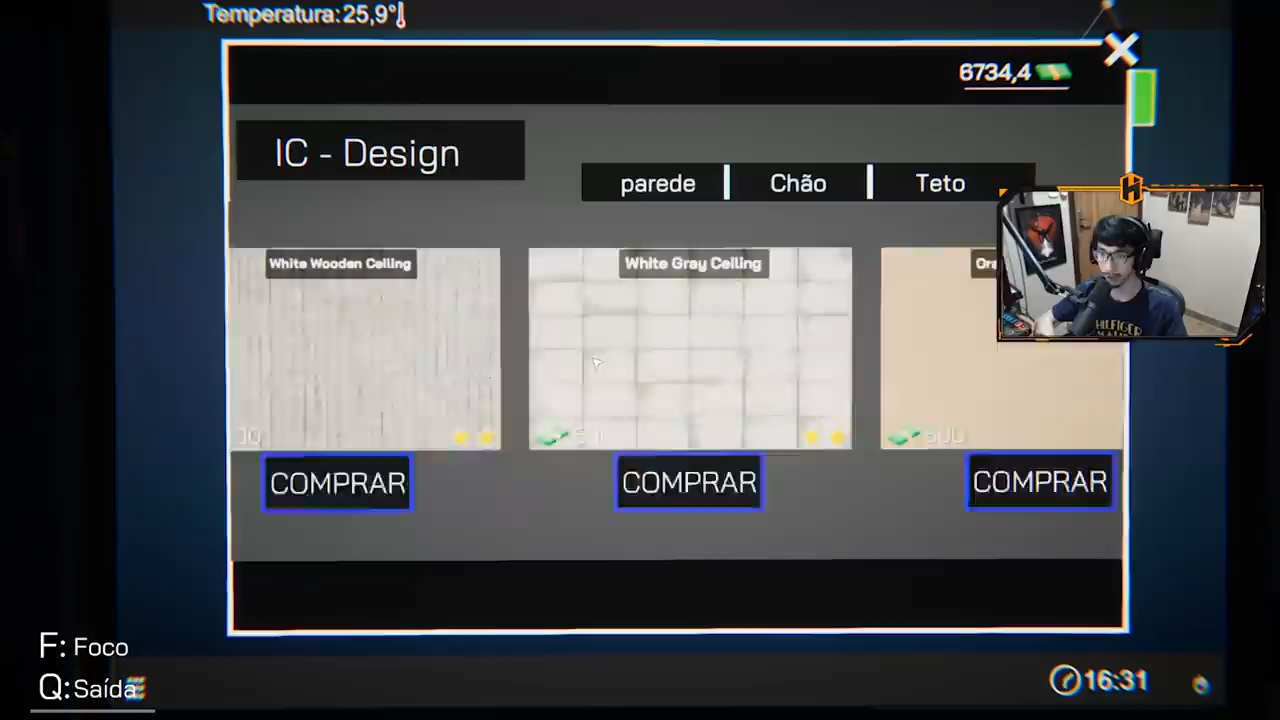 Temperatura: 25,9°
6734,4
IC - Design
parede
Chão
Teto
White Wooden Ceiling
White Gray Ceiling
COMPRAR
COMPRAR
COMPRAR
HILFIGER
F: Foco
Q: Saída
16:31